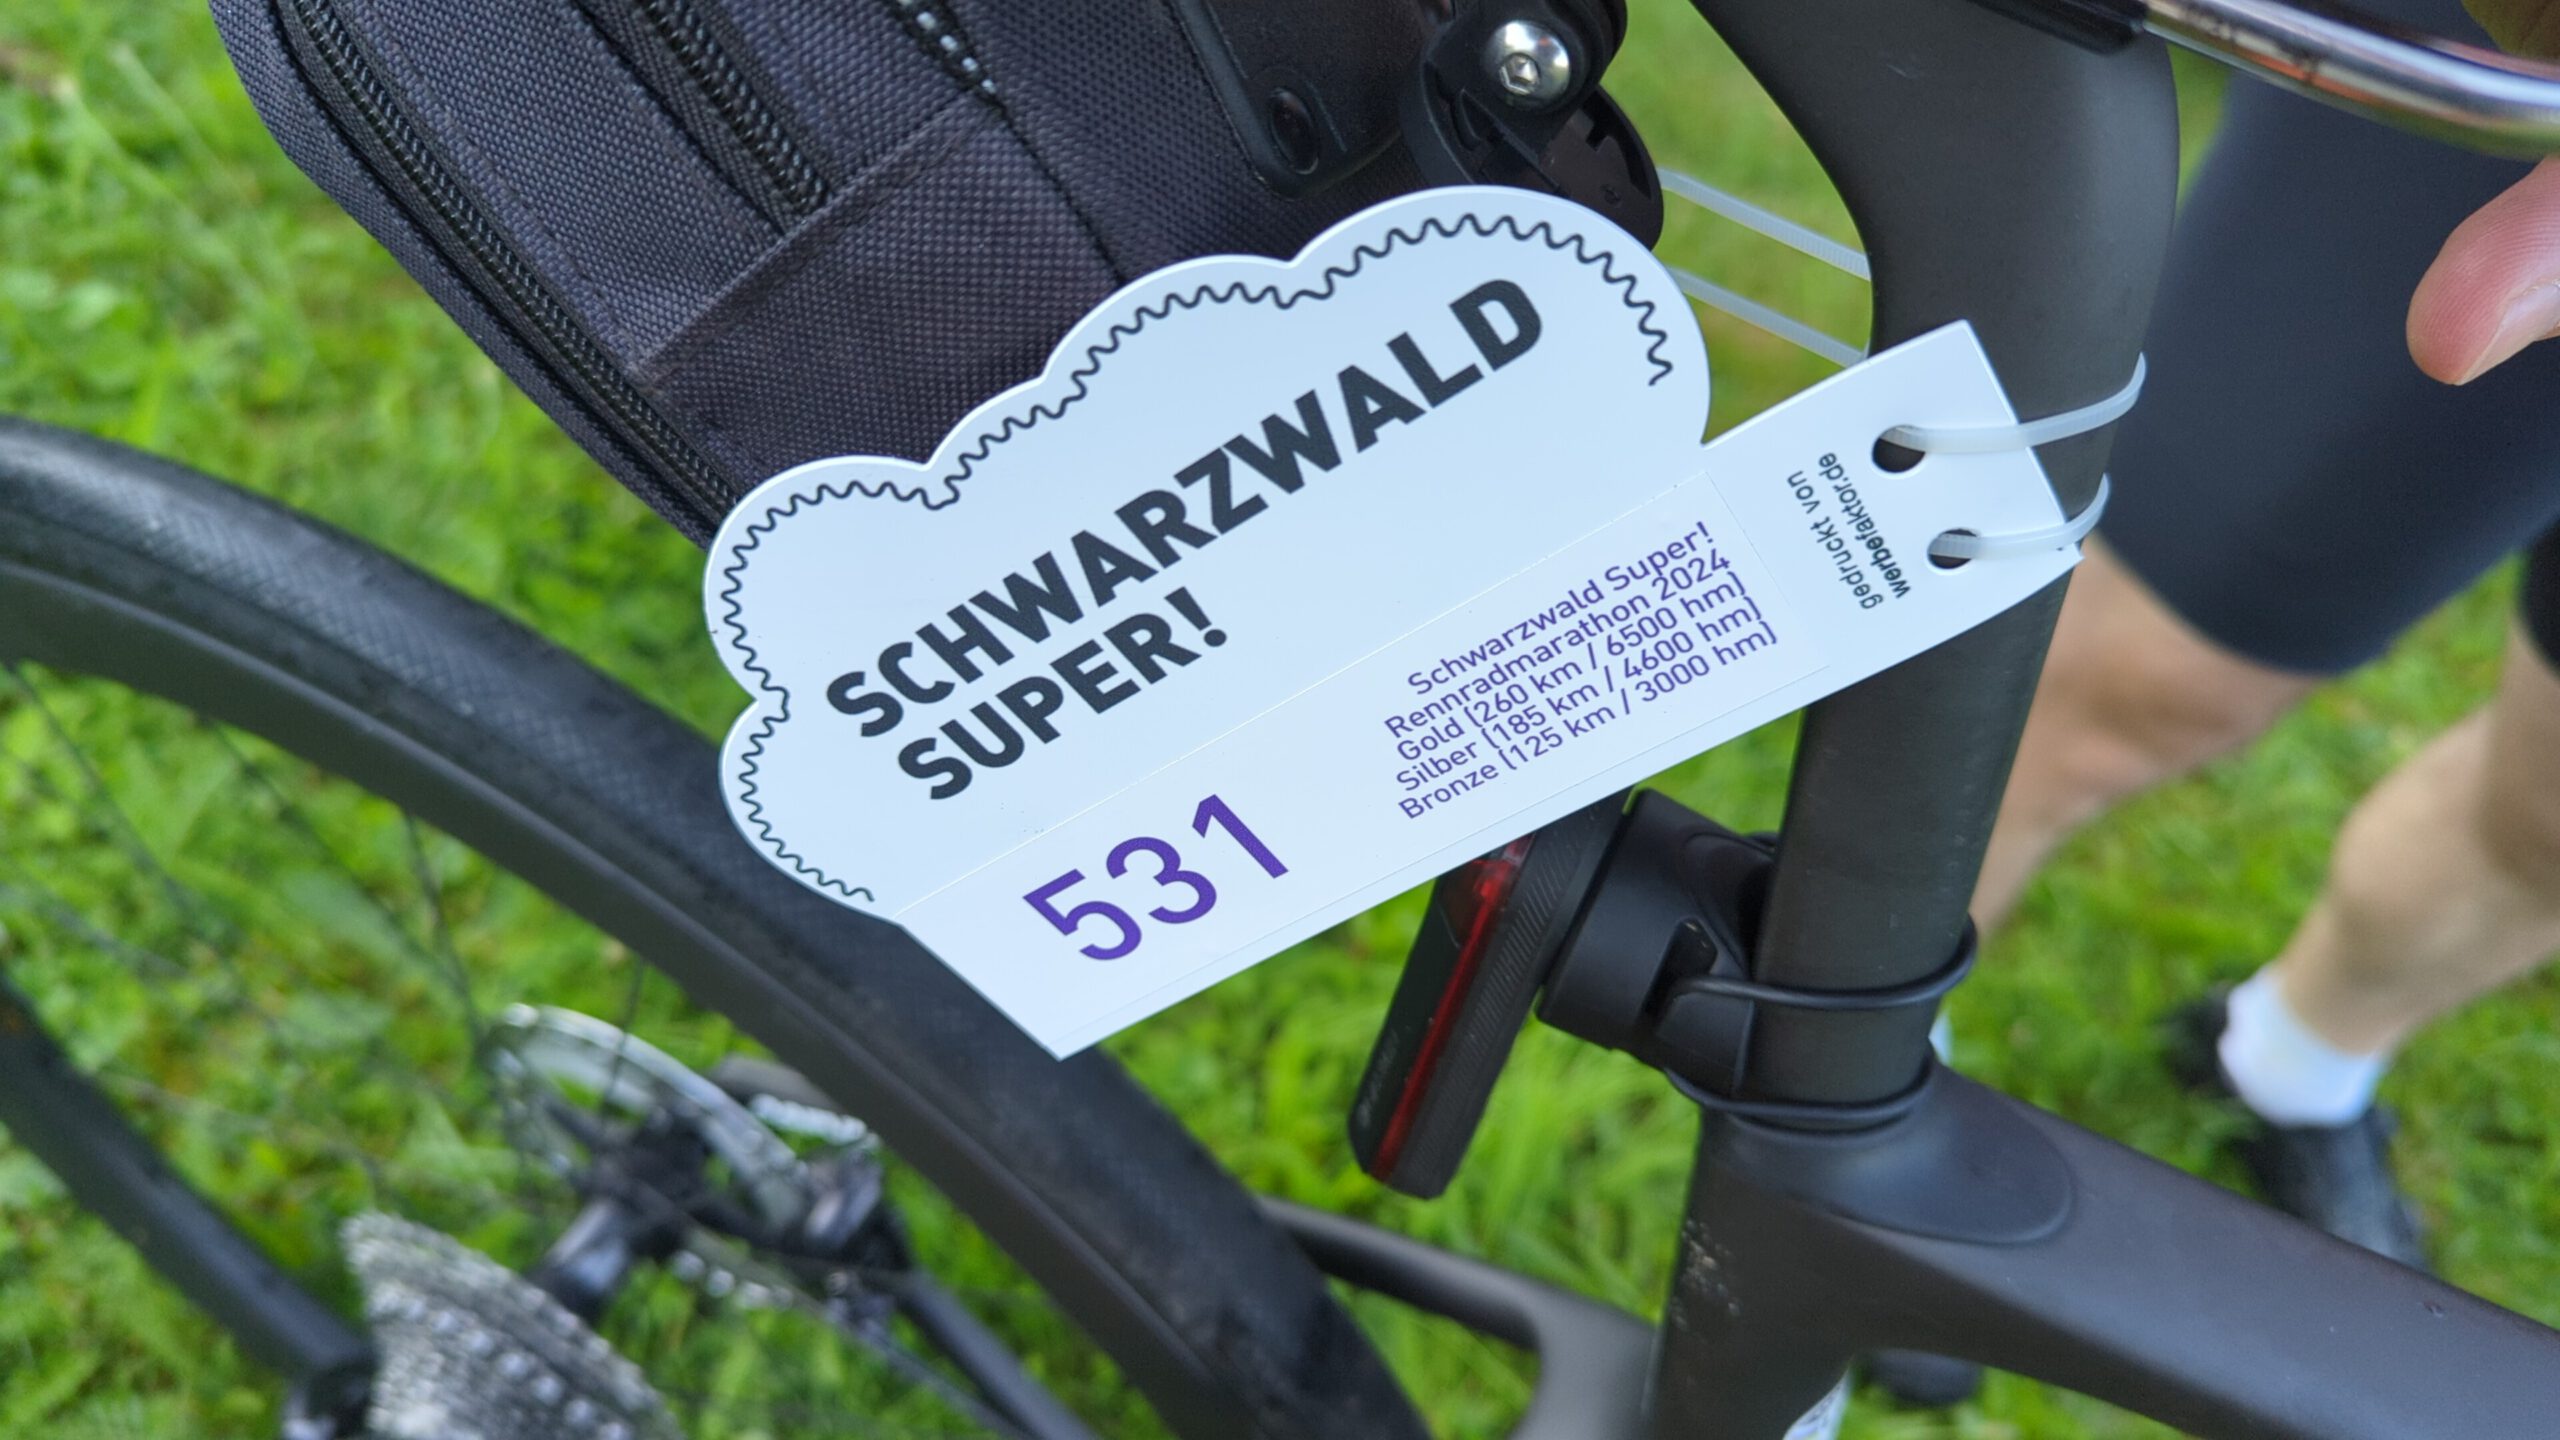 SCHWARZWALD
SUPER!
531
Schwarzwald Super!
Rennradmarathon 2024
Gold (260 km / 6500 hm)
Silber (185 km / 4600 hm)
Bronze (125 km / 3000 hm)
gedruckt von
werbefaktor.de